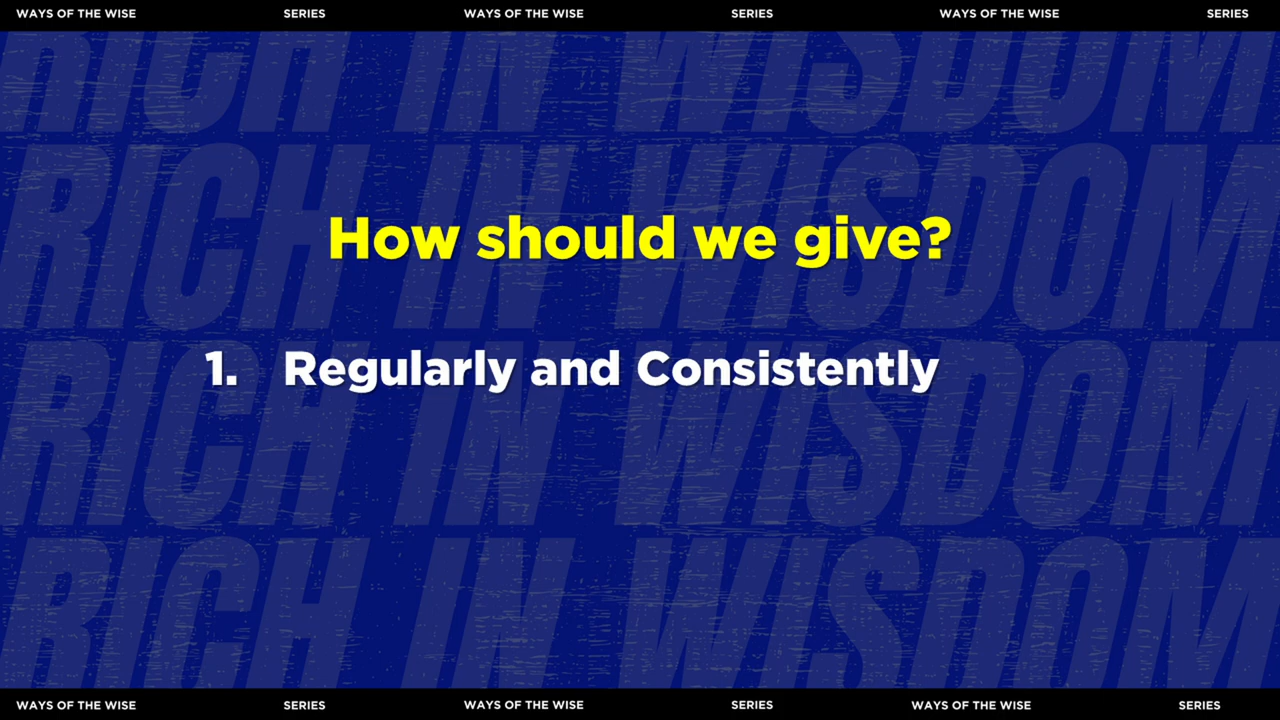 WAYS OF THE WISE SERIES WAYS OF THE WISE SERIES WAYS OF THE WISE SERIES
RICH IN WISDOM
RICH IN WISDOM
How should we give?
1. Regularly and Consistently
RICH IN WISDOM
RICH IN WISDOM
WAYS OF THE WISE SERIES WAYS OF THE WISE SERIES WAYS OF THE WISE SERIES